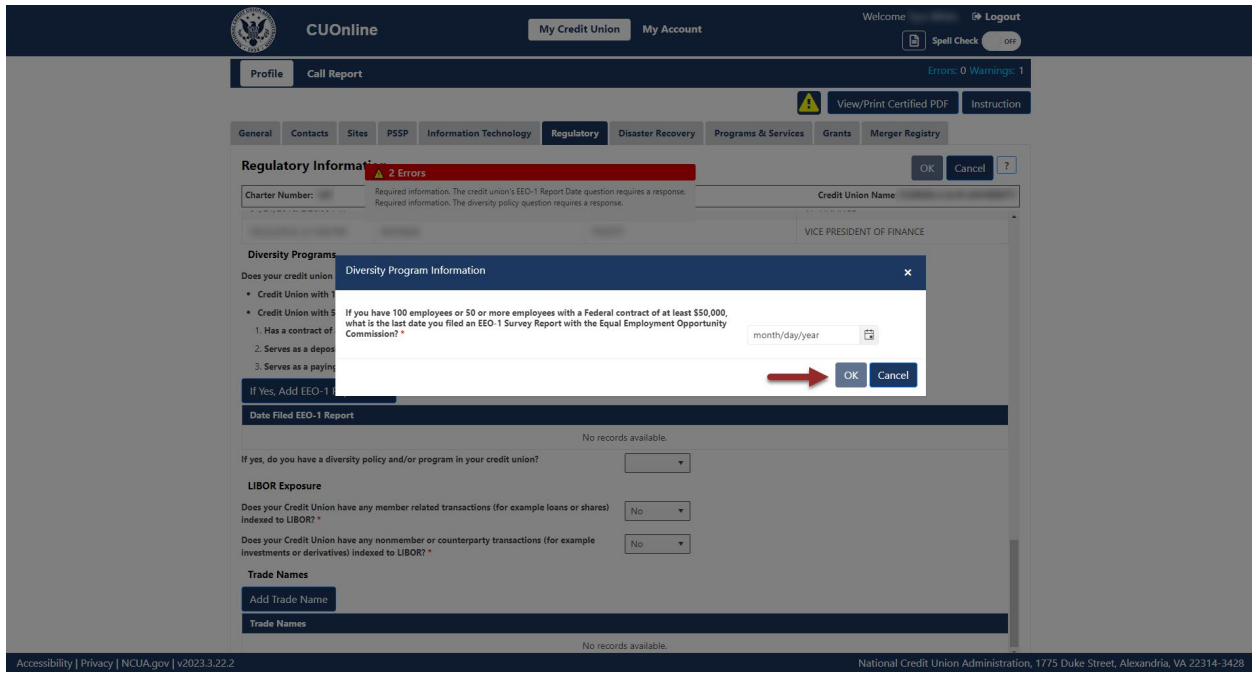 CUOnline
My Credit Union
My Account
Welcome
Logout
Spell Check OFF
Profile
Call Report
Errors: 0 Warnings: 1
View/Print Certified PDF
Instruction
General
Contacts
Sites
PSSP
Information Technology
Regulatory
Disaster Recovery
Programs & Services
Grants
Merger Registry
Regulatory
2 Errors
OK
Cancel
?
Charter Number:
Required information. The credit union's EEO-1 Report Date question requires a response.
Required information. The diversity policy question requires a response.
Credit Union Name
VICE PRESIDENT OF FINANCE
Diversity Programs
Does your credit union
Diversity Program Information
• Credit Union with 1
• Credit Union with 5
1. Has a contract of
2. Serves as a depos
3. Serves as a paying
If you have 100 employees or 50 or more employees with a Federal contract of at least $50,000,
what is the last date you filed an EEO-1 Survey Report with the Equal Employment Opportunity
Commission? *
month/day/year
OK
Cancel
If Yes, Add EEO-1
Date Filed EEO-1 Report
No records available.
If yes, do you have a diversity policy and/or program in your credit union?
LIBOR Exposure
Does your Credit Union have any member related transactions (for example loans or shares)
indexed to LIBOR? *
No
Does your Credit Union have any nonmember or counterparty transactions (for example
investments or derivatives) indexed to LIBOR? *
No
Trade Names
Add Trade Name
Trade Names
No records available.
Accessibility | Privacy | NCUA.gov | v2023.3.22.2
National Credit Union Administration, 1775 Duke Street, Alexandria, VA 22314-3428